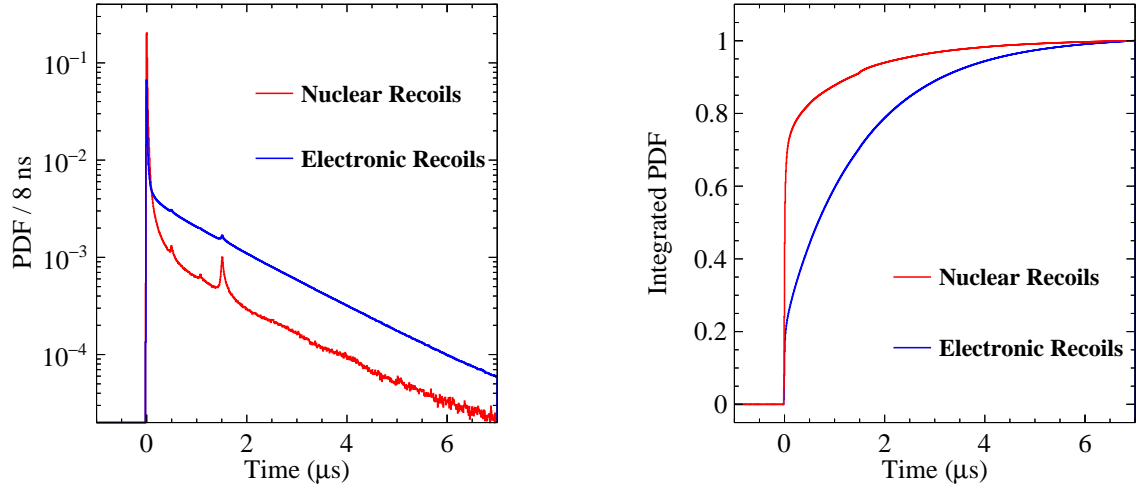 PDF / 8 ns
10⁻¹
10⁻²
10⁻³
10⁻⁴
Nuclear Recoils
Electronic Recoils
0 2 4 6
Time (μs)
Integrated PDF
1
0.8
0.6
0.4
0.2
0
Nuclear Recoils
Electronic Recoils
0 2 4 6
Time (μs)